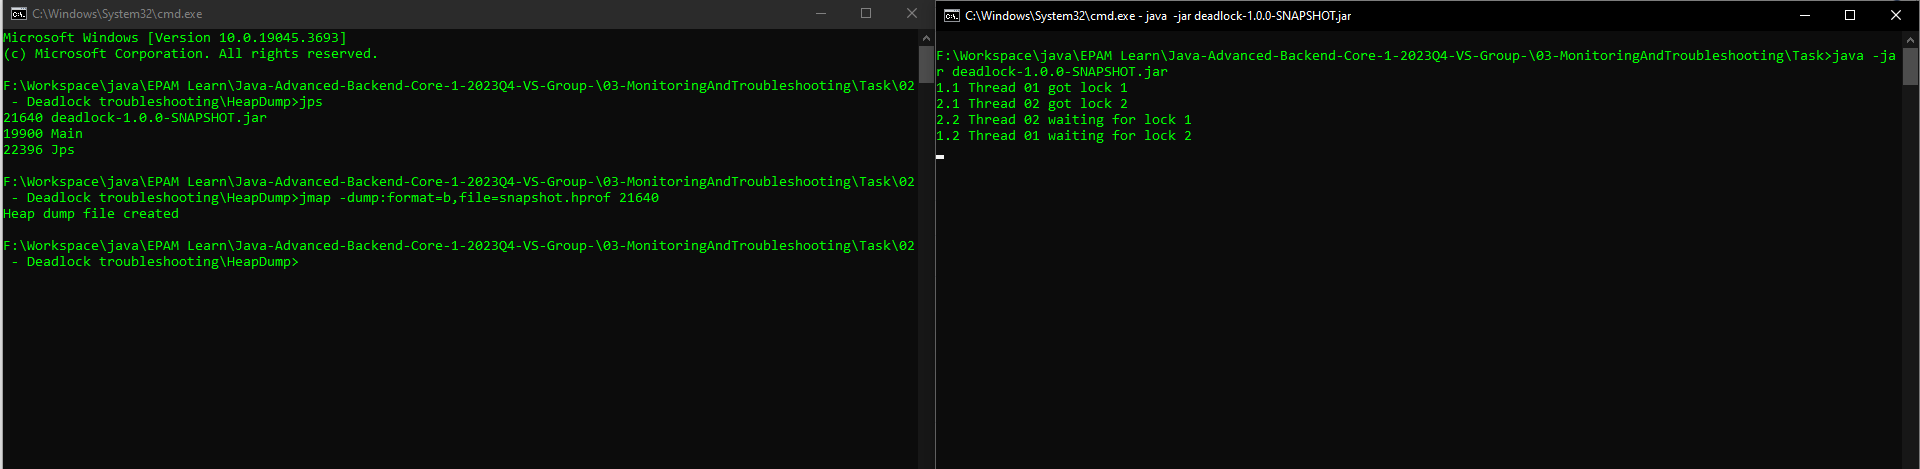 C:\Windows\System32\cmd.exe
Microsoft Windows [Version 10.0.19045.3693]
(c) Microsoft Corporation. All rights reserved.
F:\Workspace\java\EPAM Learn\Java-Advanced-Backend-Core-1-2023Q4-VS-Group-\03-MonitoringAndTroubleshooting\Task\02
 - Deadlock troubleshooting\HeapDump>jps
21640 deadlock-1.0.0-SNAPSHOT.jar
19900 Main
22396 Jps
F:\Workspace\java\EPAM Learn\Java-Advanced-Backend-Core-1-2023Q4-VS-Group-\03-MonitoringAndTroubleshooting\Task\02
 - Deadlock troubleshooting\HeapDump>jmap -dump:format=b,file=snapshot.hprof 21640
Heap dump file created
F:\Workspace\java\EPAM Learn\Java-Advanced-Backend-Core-1-2023Q4-VS-Group-\03-MonitoringAndTroubleshooting\Task\02
 - Deadlock troubleshooting\HeapDump>
C:\Windows\System32\cmd.exe - java  -jar deadlock-1.0.0-SNAPSHOT.jar
F:\Workspace\java\EPAM Learn\Java-Advanced-Backend-Core-1-2023Q4-VS-Group-\03-MonitoringAndTroubleshooting\Task>java -ja
r deadlock-1.0.0-SNAPSHOT.jar
1.1 Thread 01 got lock 1
2.1 Thread 02 got lock 2
2.2 Thread 02 waiting for lock 1
1.2 Thread 01 waiting for lock 2